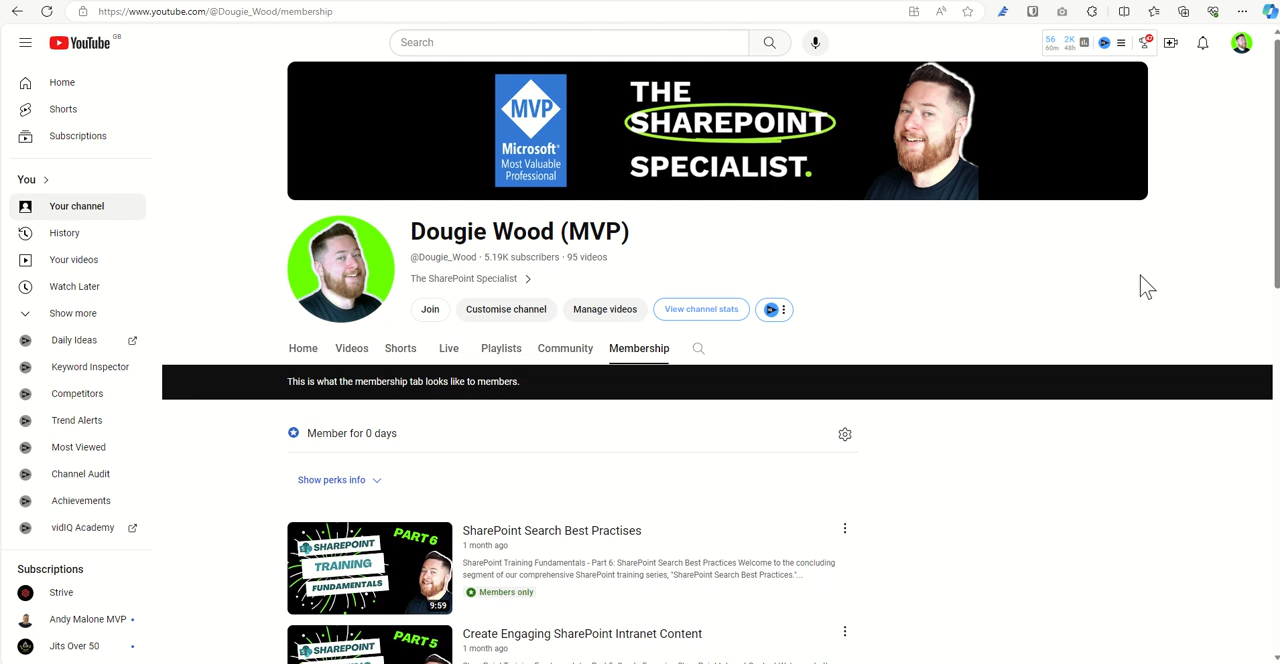 https://www.youtube.com/@Dougie_Wood/membership
YouTube GB
Search
56 2K
60m 48h
47
Home
Shorts
Subscriptions
You
Your channel
History
Your videos
Watch Later
Show more
Daily Ideas
Keyword Inspector
Competitors
Trend Alerts
Most Viewed
Channel Audit
Achievements
vidIQ Academy
Subscriptions
Strive
Andy Malone MVP
Jits Over 50
MVP
Microsoft®
Most Valuable
Professional
THE
SHAREPOINT
SPECIALIST.
Dougie Wood (MVP)
@Dougie_Wood · 5.19K subscribers · 95 videos
The SharePoint Specialist
Join Customise channel Manage videos View channel stats
Home Videos Shorts Live Playlists Community Membership
This is what the membership tab looks like to members.
Member for 0 days
Show perks info
PART 6
SHAREPOINT
TRAINING
FUNDAMENTALS
9:59
SharePoint Search Best Practises
1 month ago
SharePoint Training Fundamentals - Part 6: SharePoint Search Best Practises Welcome to the concluding
segment of our comprehensive SharePoint training series, "SharePoint Search Best Practises."...
Members only
PART 5
SHAREPOINT
Create Engaging SharePoint Intranet Content
1 month ago